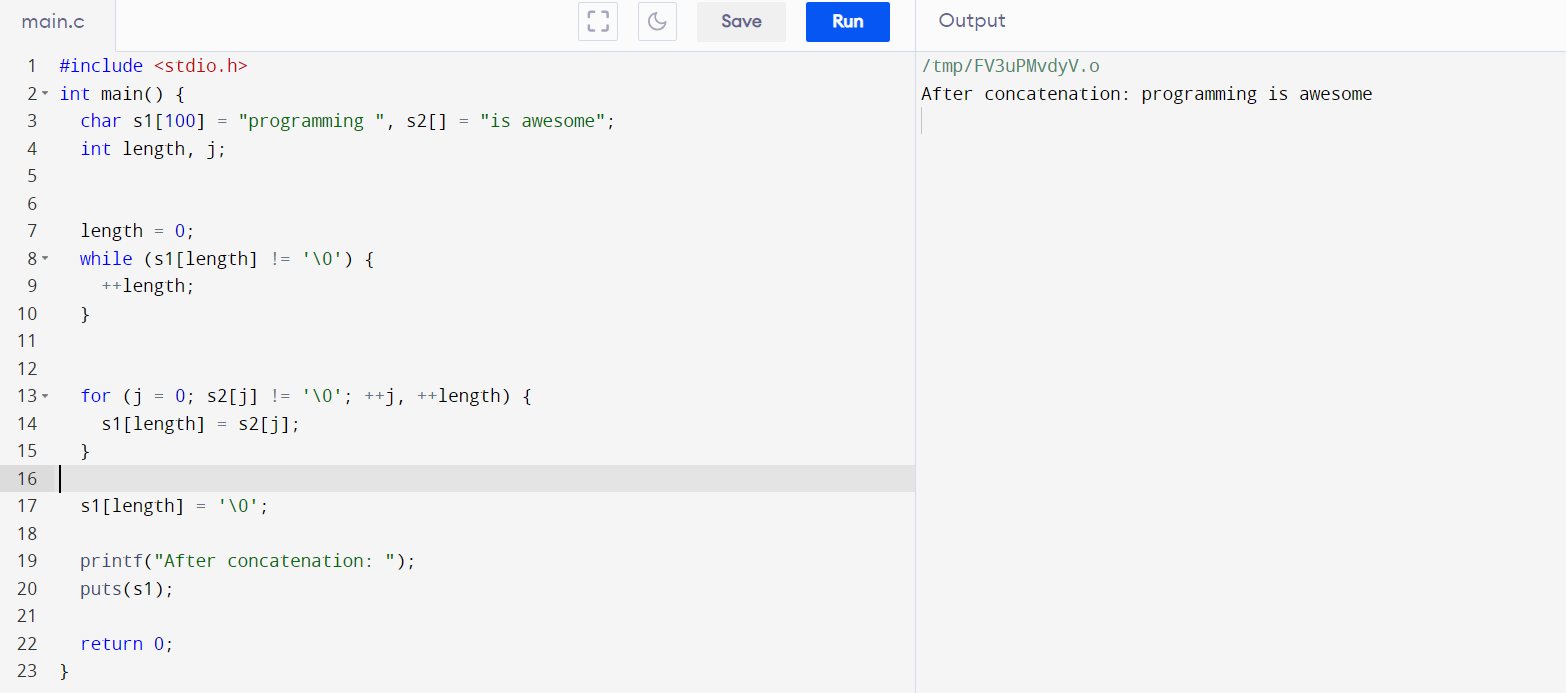 main.c
Save
Run
Output
1 #include <stdio.h>
2 int main() {
3   char s1[100] = "programming ", s2[] = "is awesome";
4   int length, j;
5
6
7   length = 0;
8   while (s1[length] != '\0') {
9     ++length;
10   }
11
12
13   for (j = 0; s2[j] != '\0'; ++j, ++length) {
14     s1[length] = s2[j];
15   }
16
17   s1[length] = '\0';
18
19   printf("After concatenation: ");
20   puts(s1);
21
22   return 0;
23 }
/tmp/FV3uPMvdyV.o
After concatenation: programming is awesome